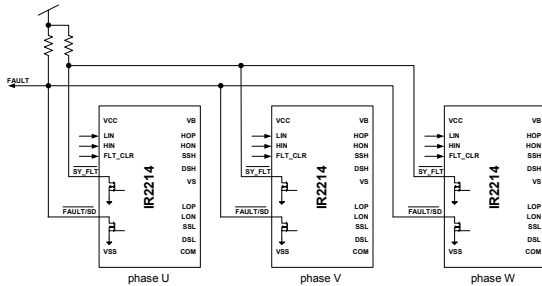 FAULT
VCC
LIN
HIN
FLT_CLR
SY_FLT
FAULT/SD
VSS
IR2214
VB
HOP
HON
SSH
DSH
VS
LOP
LON
SSL
DSL
COM
phase U
VCC
LIN
HIN
FLT_CLR
SY_FLT
FAULT/SD
VSS
IR2214
VB
HOP
HON
SSH
DSH
VS
LOP
LON
SSL
DSL
COM
phase V
VCC
LIN
HIN
FLT_CLR
SY_FLT
FAULT/SD
VSS
IR2214
VB
HOP
HON
SSH
DSH
VS
LOP
LON
SSL
DSL
COM
phase W